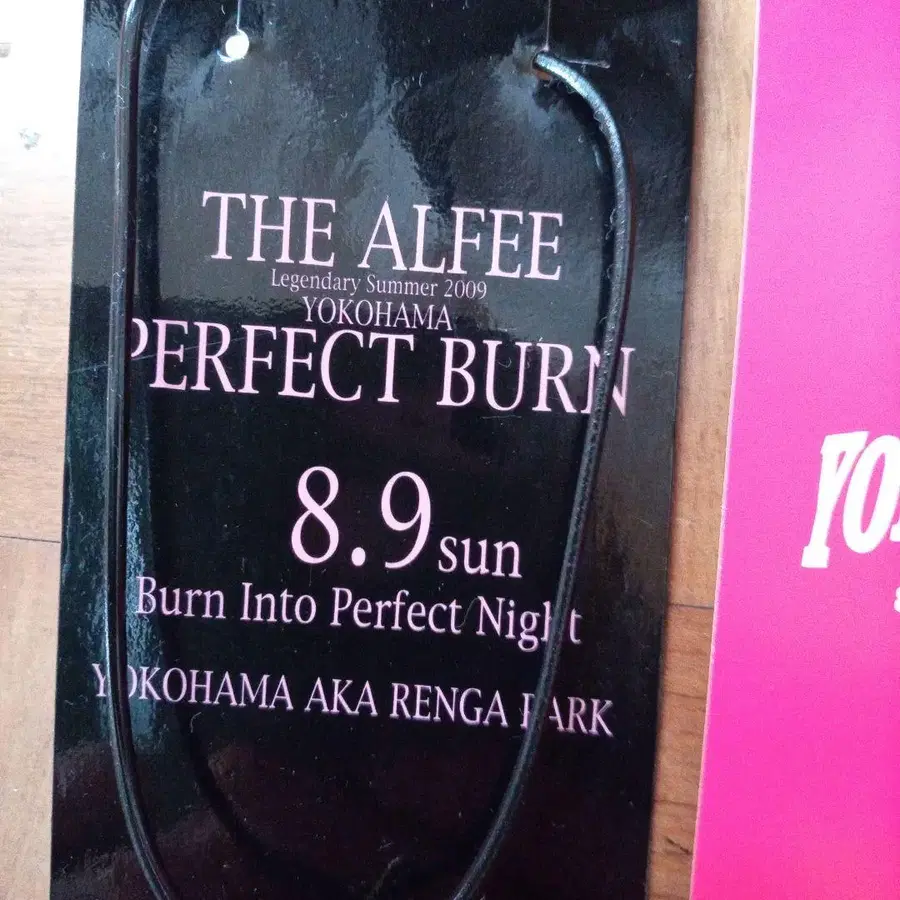 THE ALFEE
Legendary Summer 2009
YOKOHAMA
PERFECT BURN
8.9 sun
Burn Into Perfect Night
YOKOHAMA AKA RENGA PARK